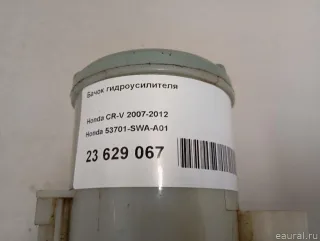 Бачок гидроусилителя
Honda CR-V 2007-2012
Honda 53701-SWA-A01
23 629 067
eaural.ru